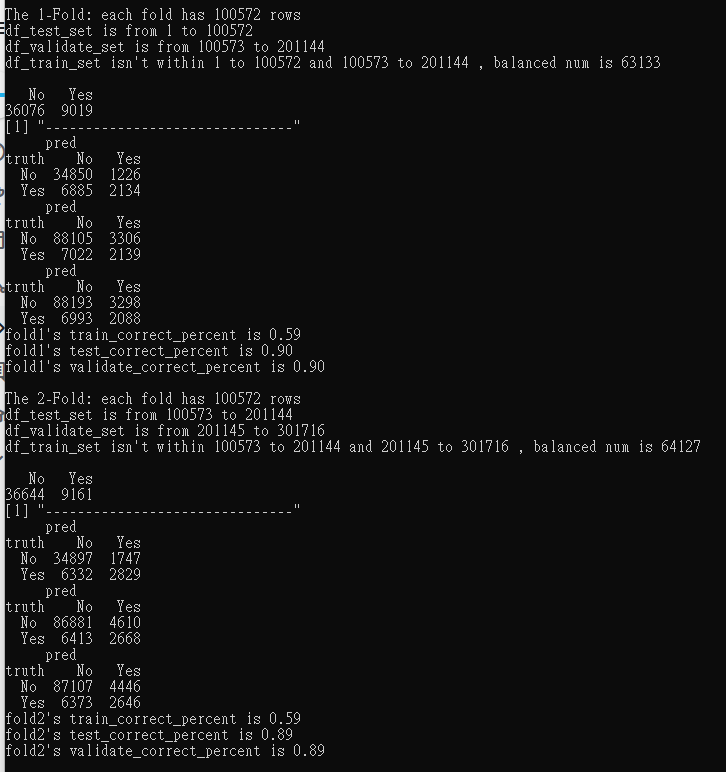 The 1-Fold: each fold has 100572 rows
df_test_set is from 1 to 100572
df_validate_set is from 100573 to 201144
df_train_set isn't within 1 to 100572 and 100573 to 201144 , balanced num is 63133
No Yes
36076 9019
[1] "-------------------------------"
pred
truth No Yes
No 34850 1226
Yes 6885 2134
pred
truth No Yes
No 88105 3306
Yes 7022 2139
pred
truth No Yes
No 88193 3298
Yes 6993 2088
fold1's train_correct_percent is 0.59
fold1's test_correct_percent is 0.90
fold1's validate_correct_percent is 0.90
The 2-Fold: each fold has 100572 rows
df_test_set is from 100573 to 201144
df_validate_set is from 201145 to 301716
df_train_set isn't within 100573 to 201144 and 201145 to 301716 , balanced num is 64127
No Yes
36644 9161
[1] "-------------------------------"
pred
truth No Yes
No 34897 1747
Yes 6332 2829
pred
truth No Yes
No 86881 4610
Yes 6413 2668
pred
truth No Yes
No 87107 4446
Yes 6373 2646
fold2's train_correct_percent is 0.59
fold2's test_correct_percent is 0.89
fold2's validate_correct_percent is 0.89